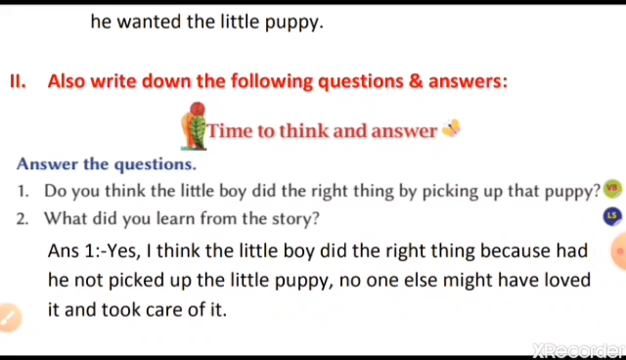 he wanted the little puppy.
II. Also write down the following questions & answers:
Time to think and answer
Answer the questions.
1. Do you think the little boy did the right thing by picking up that puppy? VB
2. What did you learn from the story? LS
Ans 1:-Yes, I think the little boy did the right thing because had
he not picked up the little puppy, no one else might have loved
it and took care of it.
XRecorder